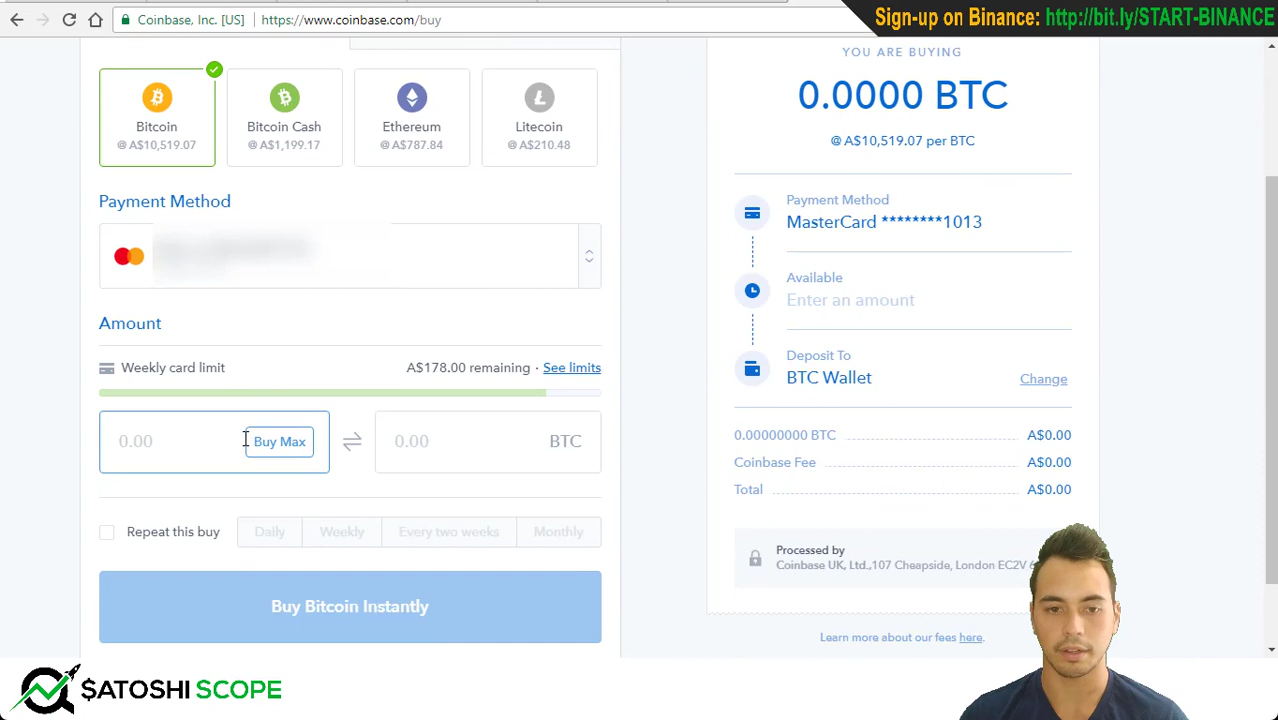 Coinbase, Inc. [US] https://www.coinbase.com/buy
Sign-up on Binance: http://bit.ly/START-BINANCE
Bitcoin
@ A$10,519.07
Bitcoin Cash
@ A$1,199.17
Ethereum
@ A$787.84
Litecoin
@ A$210.48
Payment Method
Amount
Weekly card limit
A$178.00 remaining · See limits
0.00 Buy Max
0.00 BTC
Repeat this buy
Daily Weekly Every two weeks Monthly
Buy Bitcoin Instantly
YOU ARE BUYING
0.0000 BTC
@ A$10,519.07 per BTC
Payment Method
MasterCard ********1013
Available
Enter an amount
Deposit To
BTC Wallet Change
0.00000000 BTC A$0.00
Coinbase Fee A$0.00
Total A$0.00
Processed by
Coinbase UK, Ltd.,107 Cheapside, London EC2V
Learn more about our fees here.
$ATOSHI SCOPE